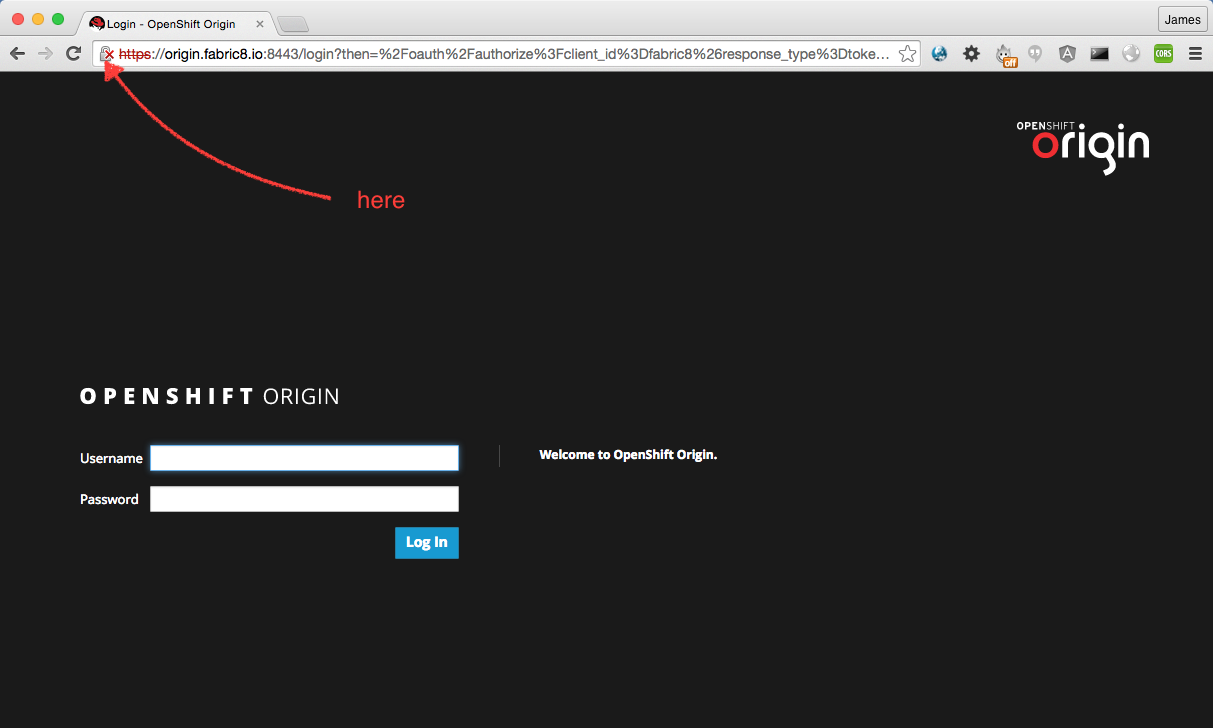 Login - OpenShift Origin
James
https://origin.fabric8.io:8443/login?then=%2Foauth%2Fauthorize%3Fclient_id%3Dfabric8%26response_type%3Dtoke...
off
CORS
OPENSHIFT
origin
here
OPENSHIFT ORIGIN
Username
Welcome to OpenShift Origin.
Password
Log In